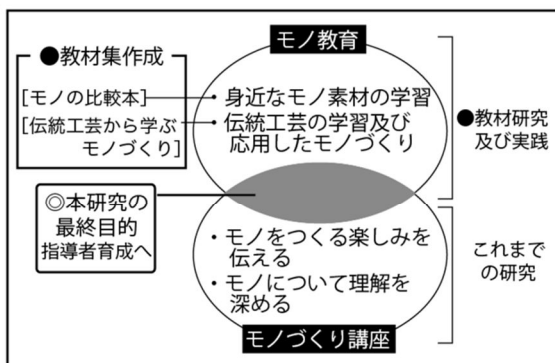 モノ教育
●教材集作成
[モノの比較本]
[伝統工芸から学ぶ
モノづくり]
・身近なモノ素材の学習
・伝統工芸の学習及び
応用したモノづくり
●教材研究
及び実践
◎本研究の
最終目的
指導者育成へ
・モノをつくる楽しみを
伝える
・モノについて理解を
深める
これまで
の研究
モノづくり講座